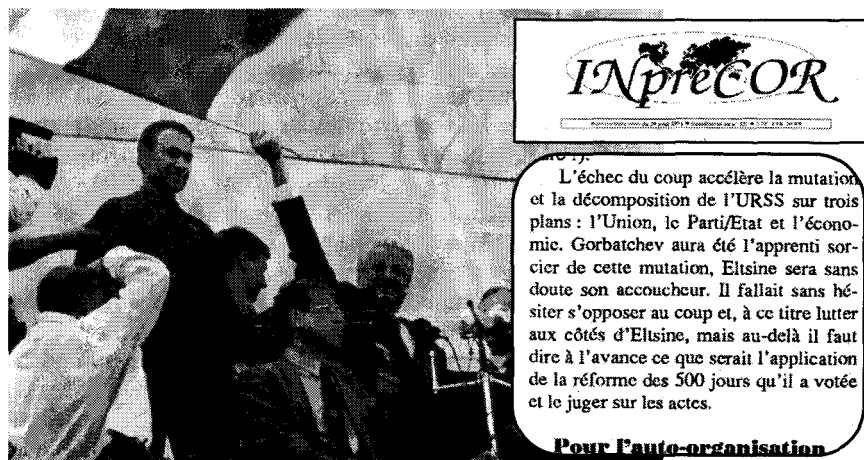 INpreCOR
L'échec du coup accélère la mutation
et la décomposition de l'URSS sur trois
plans : l'Union, le Parti/Etat et l'écono-
mie. Gorbatchev aura été l'apprenti sor-
cier de cette mutation, Eltsine sera sans
doute son accoucheur. Il fallait sans hé-
siter s'opposer au coup et, à ce titre lutter
aux côtés d'Eltsine, mais au-delà il faut
dire à l'avance ce que serait l'application
de la réforme des 500 jours qu'il a votée
et le juger sur les actes.
Pour l'auto-organisation